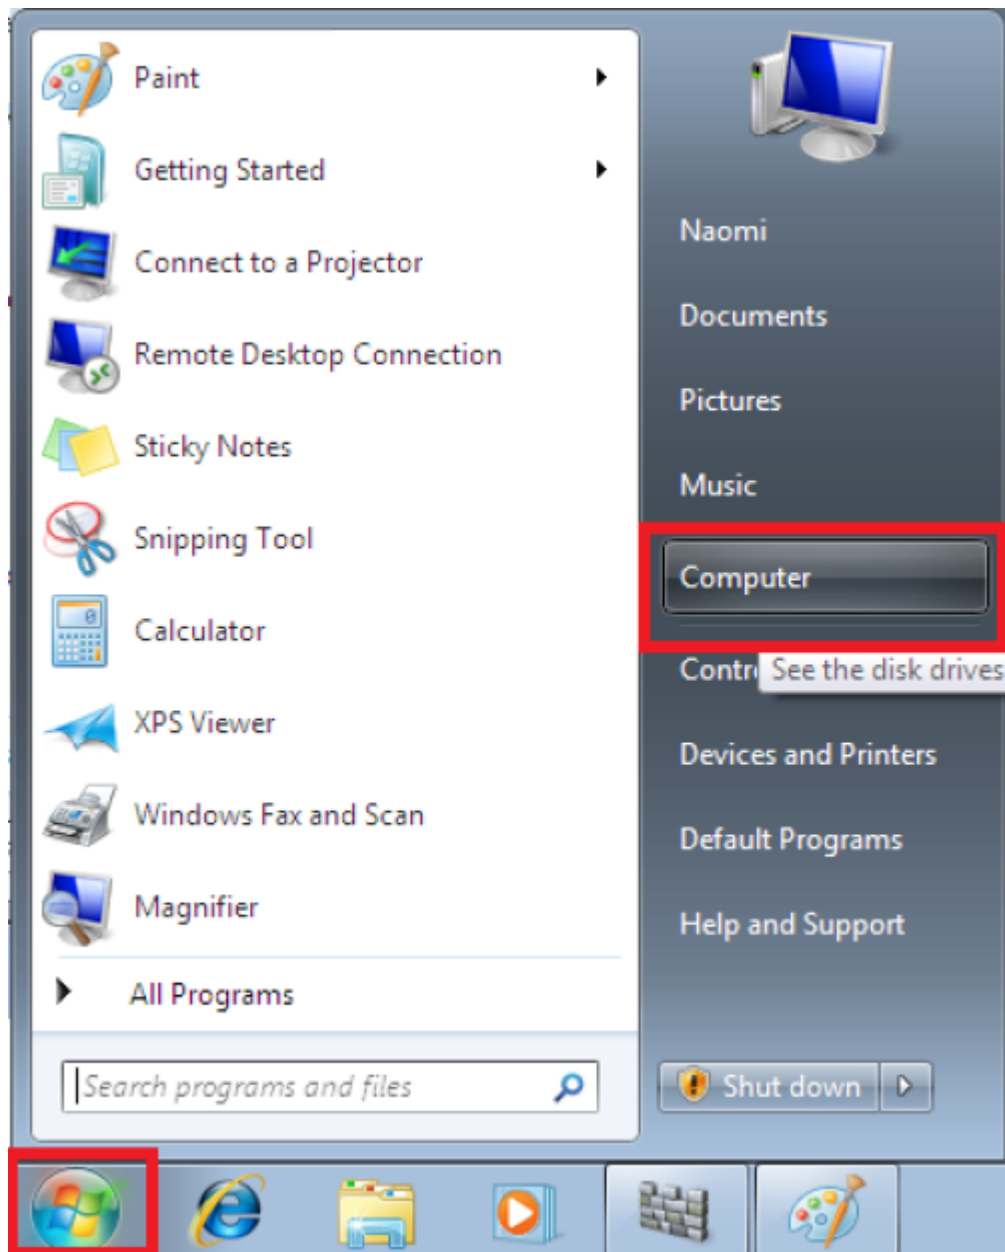 Paint
Getting Started
Connect to a Projector
Remote Desktop Connection
Sticky Notes
Snipping Tool
Calculator
XPS Viewer
Windows Fax and Scan
Magnifier
All Programs
Search programs and files
Naomi
Documents
Pictures
Music
Computer
Contr
See the disk drives
Devices and Printers
Default Programs
Help and Support
Shut down